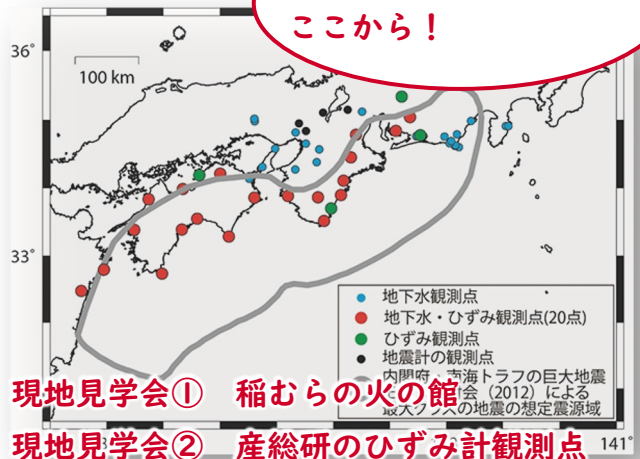 ここから！
36°
100 km
33°
地下水観測点
地下水・ひずみ観測点(20点)
ひずみ観測点
地震計の観測点
内閣府・南海トラフの巨大地震
会（2012）による
最大クラスの地震の想定震源域
現地見学会① 稲むらの火の館
現地見学会② 産総研のひずみ計観測点
141°